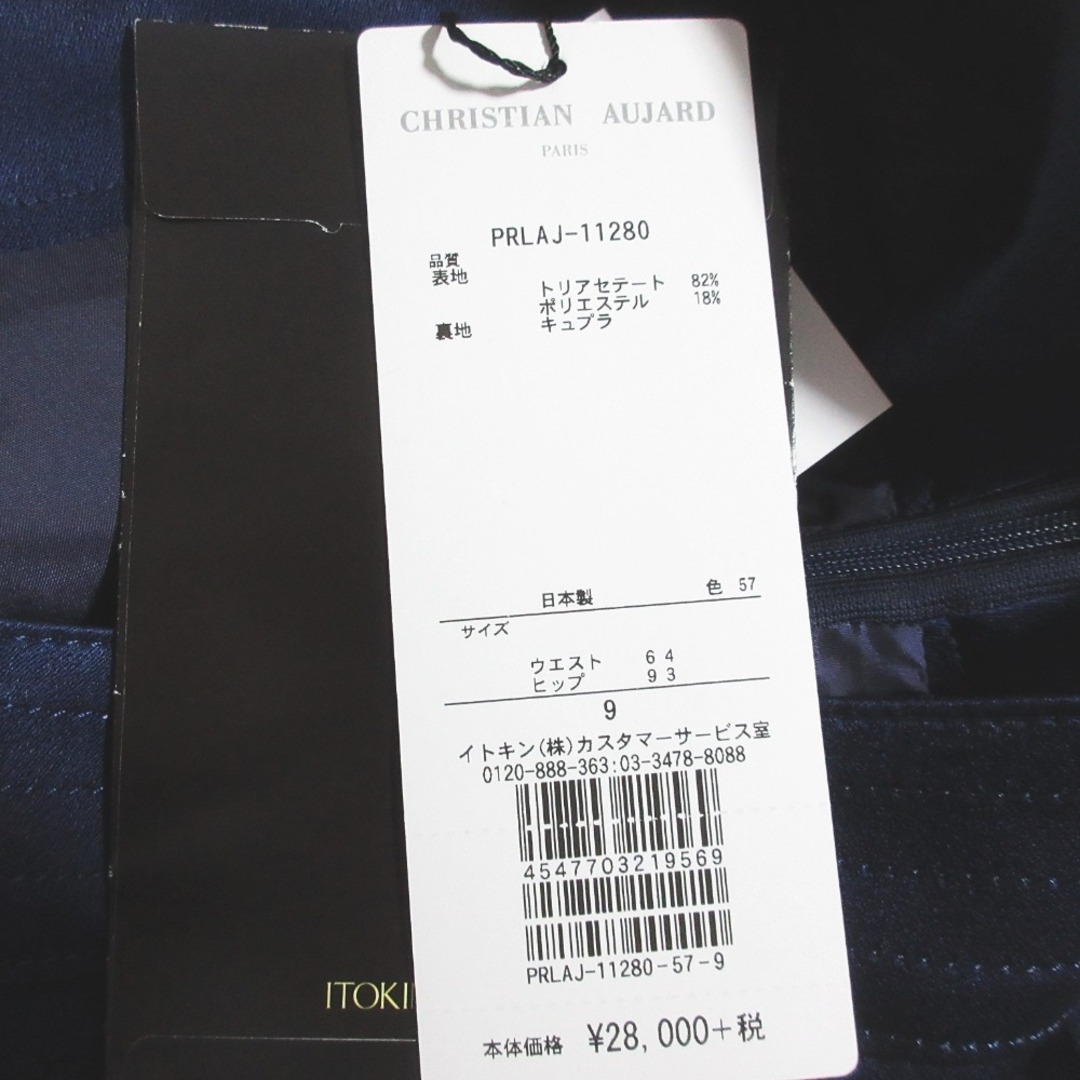 CHRISTIAN AUJARD
PARIS
PRLAJ-11280
品質
表地
トリアセテート 82%
ポリエステル 18%
裏地 キュプラ
日本製 色 57
サイズ
ウエスト 64
ヒップ 93
9
イトキン(株)カスタマーサービス室
0120-888-363:03-3478-8088
4547703219569
PRLAJ-11280-57-9
本体価格 ¥28,000+税
ITOKI